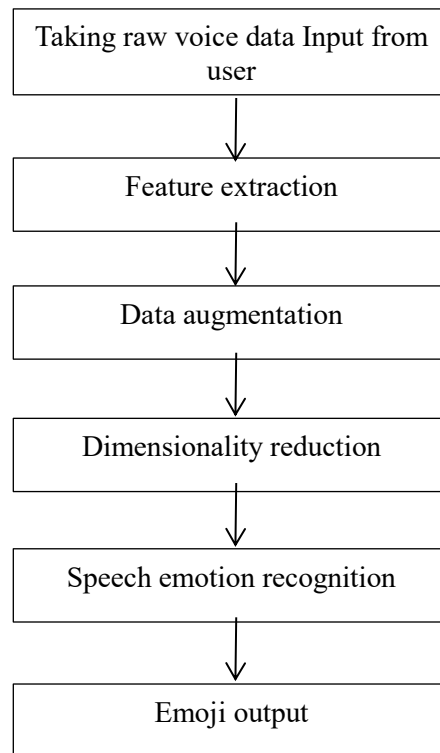 Taking raw voice data Input from
user
Feature extraction
Data augmentation
Dimensionality reduction
Speech emotion recognition
Emoji output